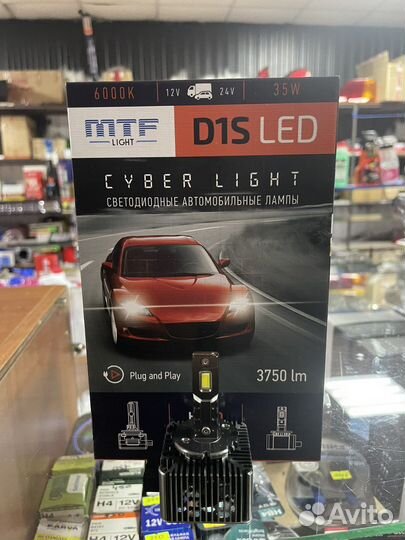 6000K 12V 24V 35W
MTF
LIGHT
D1S LED
CYBER LIGHT
СВЕТОДИОДНЫЕ АВТОМОБИЛЬНЫЕ ЛАМПЫ
Plug and Play
3750 lm
H4
H4 12V
12V
Avito